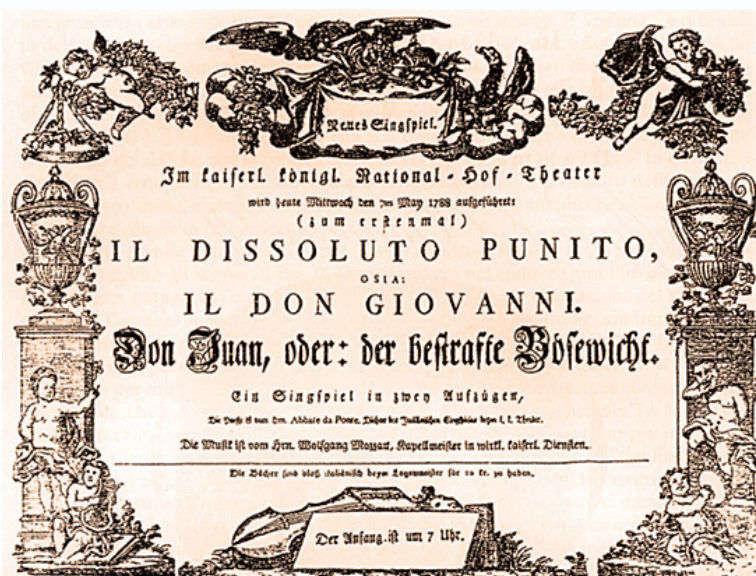 Neues Singspiel.
Im kaiserl. königl. National-Hof-Theater
wird heute Mittwoch den 7ten May 1788 aufgeführet:
(zum erstenmal)
IL DISSOLUTO PUNITO,
OSIA:
IL DON GIOVANNI.
Don Juan, oder: der bestrafte Bösewicht.
Ein Singspiel in zwey Aufzügen,
Die Poesie ist vom Hrn. Abbate da Ponte, Dichter des Italiänischen Singspieles beym k. k. Theater.
Die Musik ist vom Hrn. Wolfgang Mozzart, Kapellmeister in wirkl. kaiserl. Diensten.
Die Bücher sind bloß italiänisch beym Logenmeister für 20 kr. zu haben.
Der Anfang ist um 7 Uhr.